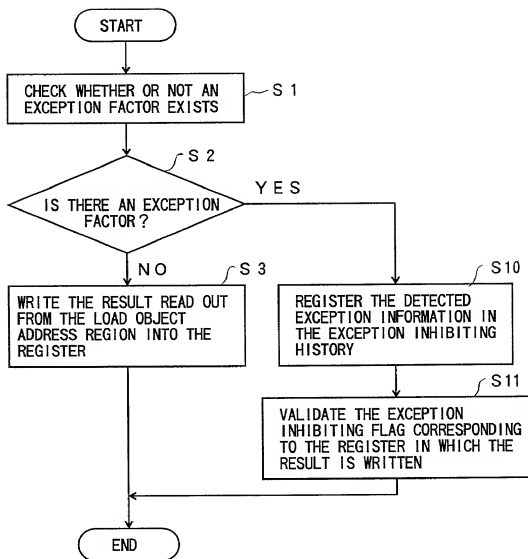 START
CHECK WHETHER OR NOT AN
EXCEPTION FACTOR EXISTS
S1
S2
IS THERE AN EXCEPTION
FACTOR?
YES
NO
S3
WRITE THE RESULT READ OUT
FROM THE LOAD OBJECT
ADDRESS REGION INTO THE
REGISTER
S10
REGISTER THE DETECTED
EXCEPTION INFORMATION IN
THE EXCEPTION INHIBITING
HISTORY
S11
VALIDATE THE EXCEPTION
INHIBITING FLAG CORRESPONDING
TO THE REGISTER IN WHICH THE
RESULT IS WRITTEN
END